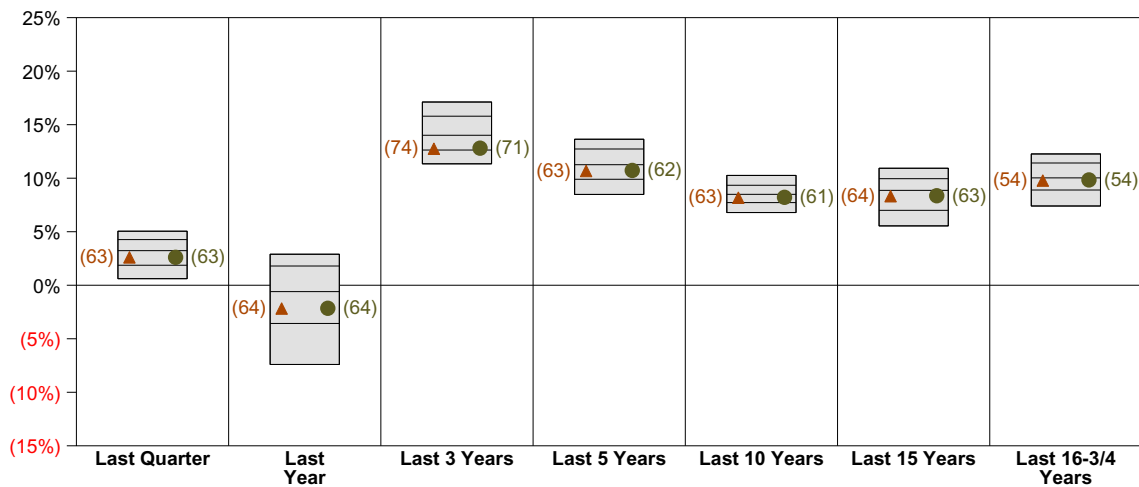 25%
20%
15%
10%
5%
0%
(5%)
(10%)
(15%)
(63) (63)
(64) (64)
(74) (71)
(63) (62)
(63) (61)
(64) (63)
(54) (54)
Last Quarter
Last
Year
Last 3 Years
Last 5 Years
Last 10 Years
Last 15 Years
Last 16-3/4
Years